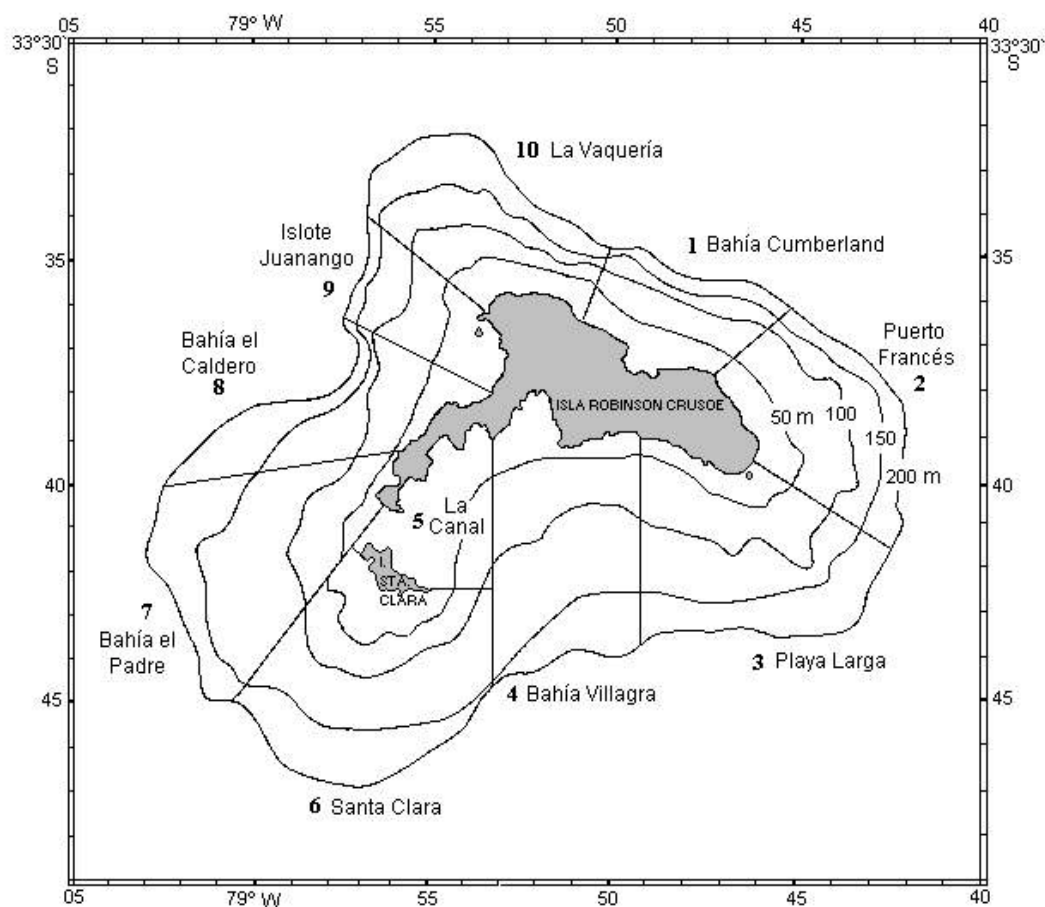 05 79° W 55 50 45 40
33°30` 33°30`
S S
10 La Vaquería
1 Bahía Cumberland
Islote
Juanango
9
35 35
Puerto
Francés
2
Bahía el
Caldero
8
ISLA ROBINSON CRUSOE
50 m 100 150 200 m
40 40
5 La
Canal
I.
STA.
CLARA
7
Bahía el
Padre
3 Playa Larga
4 Bahía Villagra
45 45
6 Santa Clara
05 79° W 55 50 45 40